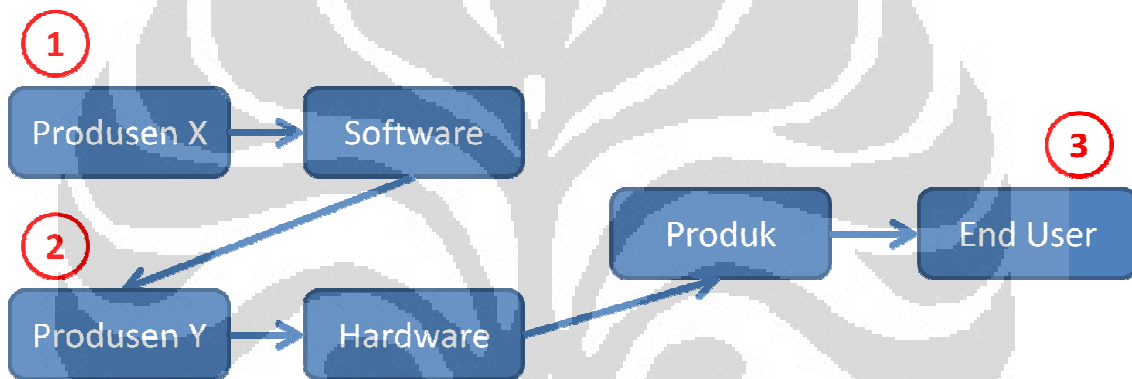 1
Produsen X
Software
3
Produk
End User
2
Produsen Y
Hardware